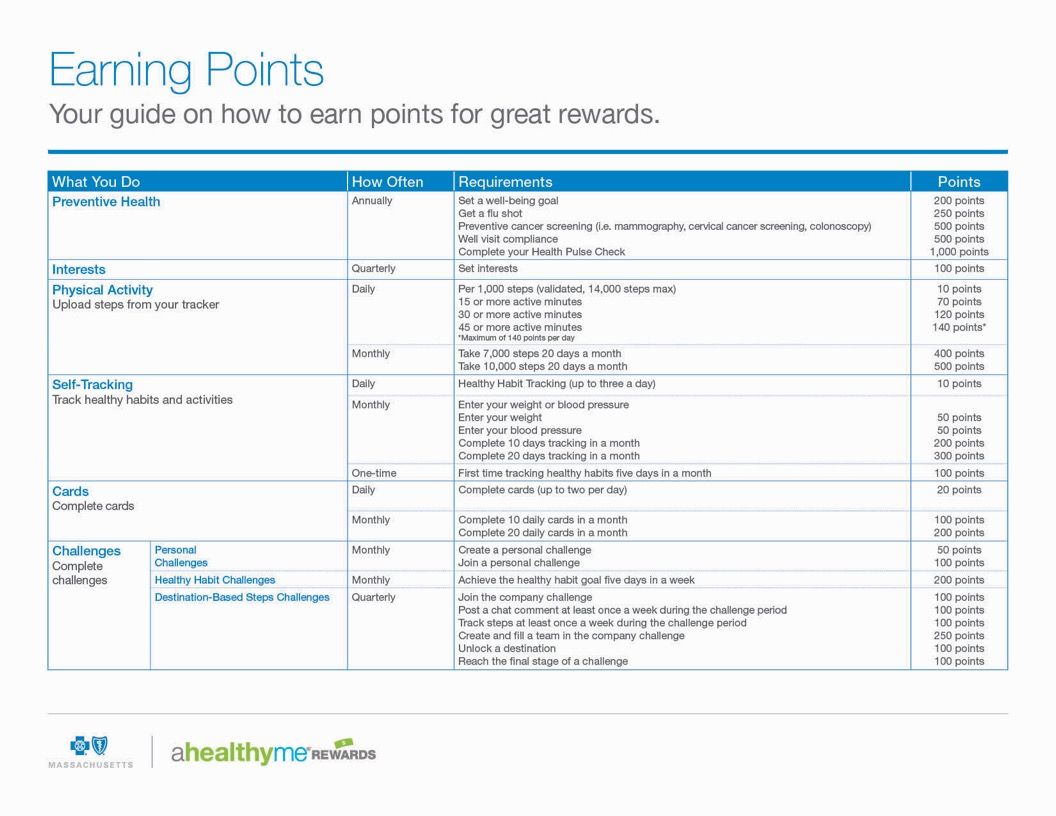 Earning Points
Your guide on how to earn points for great rewards.
What You Do How Often Requirements Points
Preventive Health Annually Set a well-being goal 200 points
Get a flu shot 250 points
Preventive cancer screening (i.e. mammography, cervical cancer screening, colonoscopy) 500 points
Well visit compliance 500 points
Complete your Health Pulse Check 1,000 points
Interests Quarterly Set interests 100 points
Physical Activity Daily Per 1,000 steps (validated, 14,000 steps max) 10 points
Upload steps from your tracker 15 or more active minutes 70 points
30 or more active minutes 120 points
45 or more active minutes 140 points*
*Maximum of 140 points per day
Monthly Take 7,000 steps 20 days a month 400 points
Take 10,000 steps 20 days a month 500 points
Self-Tracking Daily Healthy Habit Tracking (up to three a day) 10 points
Track healthy habits and activities
Monthly Enter your weight or blood pressure
Enter your weight 50 points
Enter your blood pressure 50 points
Complete 10 days tracking in a month 200 points
Complete 20 days tracking in a month 300 points
One-time First time tracking healthy habits five days in a month 100 points
Cards Daily Complete cards (up to two per day) 20 points
Complete cards
Monthly Complete 10 daily cards in a month 100 points
Complete 20 daily cards in a month 200 points
Challenges Personal Monthly Create a personal challenge 50 points
Complete Challenges Join a personal challenge 100 points
challenges Healthy Habit Challenges Monthly Achieve the healthy habit goal five days in a week 200 points
Destination-Based Steps Challenges Quarterly Join the company challenge 100 points
Post a chat comment at least once a week during the challenge period 100 points
Track steps at least once a week during the challenge period 100 points
Create and fill a team in the company challenge 250 points
Unlock a destination 100 points
Reach the final stage of a challenge 100 points
MASSACHUSETTS
ahealthyme® REWARDS